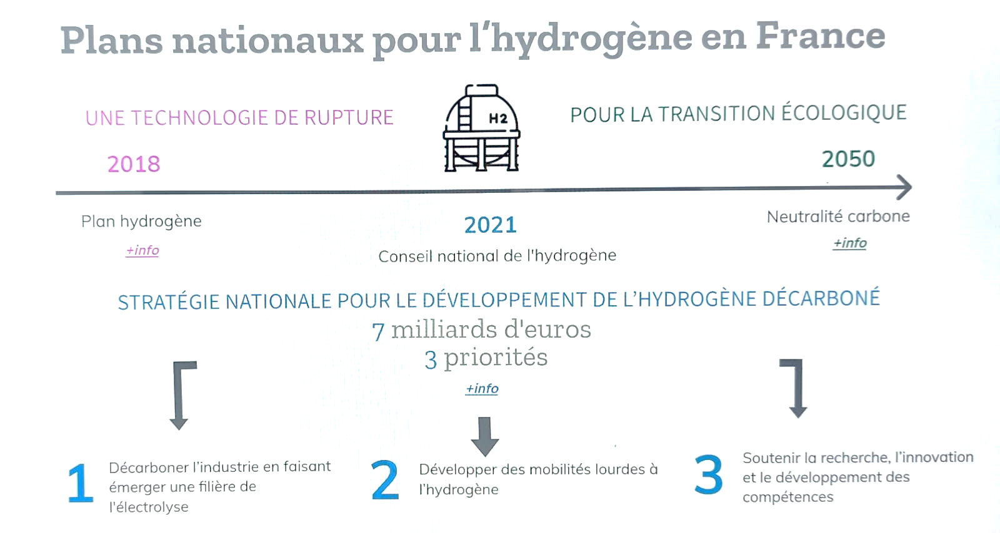 Plans nationaux pour l’hydrogène en France
UNE TECHNOLOGIE DE RUPTURE
H2
POUR LA TRANSITION ÉCOLOGIQUE
2018
2050
Plan hydrogène
+info
2021
Conseil national de l'hydrogène
Neutralité carbone
+info
STRATÉGIE NATIONALE POUR LE DÉVELOPPEMENT DE L’HYDROGÈNE DÉCARBONÉ
7 milliards d'euros
3 priorités
+info
1
Décarboner l’industrie en faisant
émerger une filière de
l'électrolyse
2
Développer des mobilités lourdes à
l’hydrogène
3
Soutenir la recherche, l’innovation
et le développement des
compétences